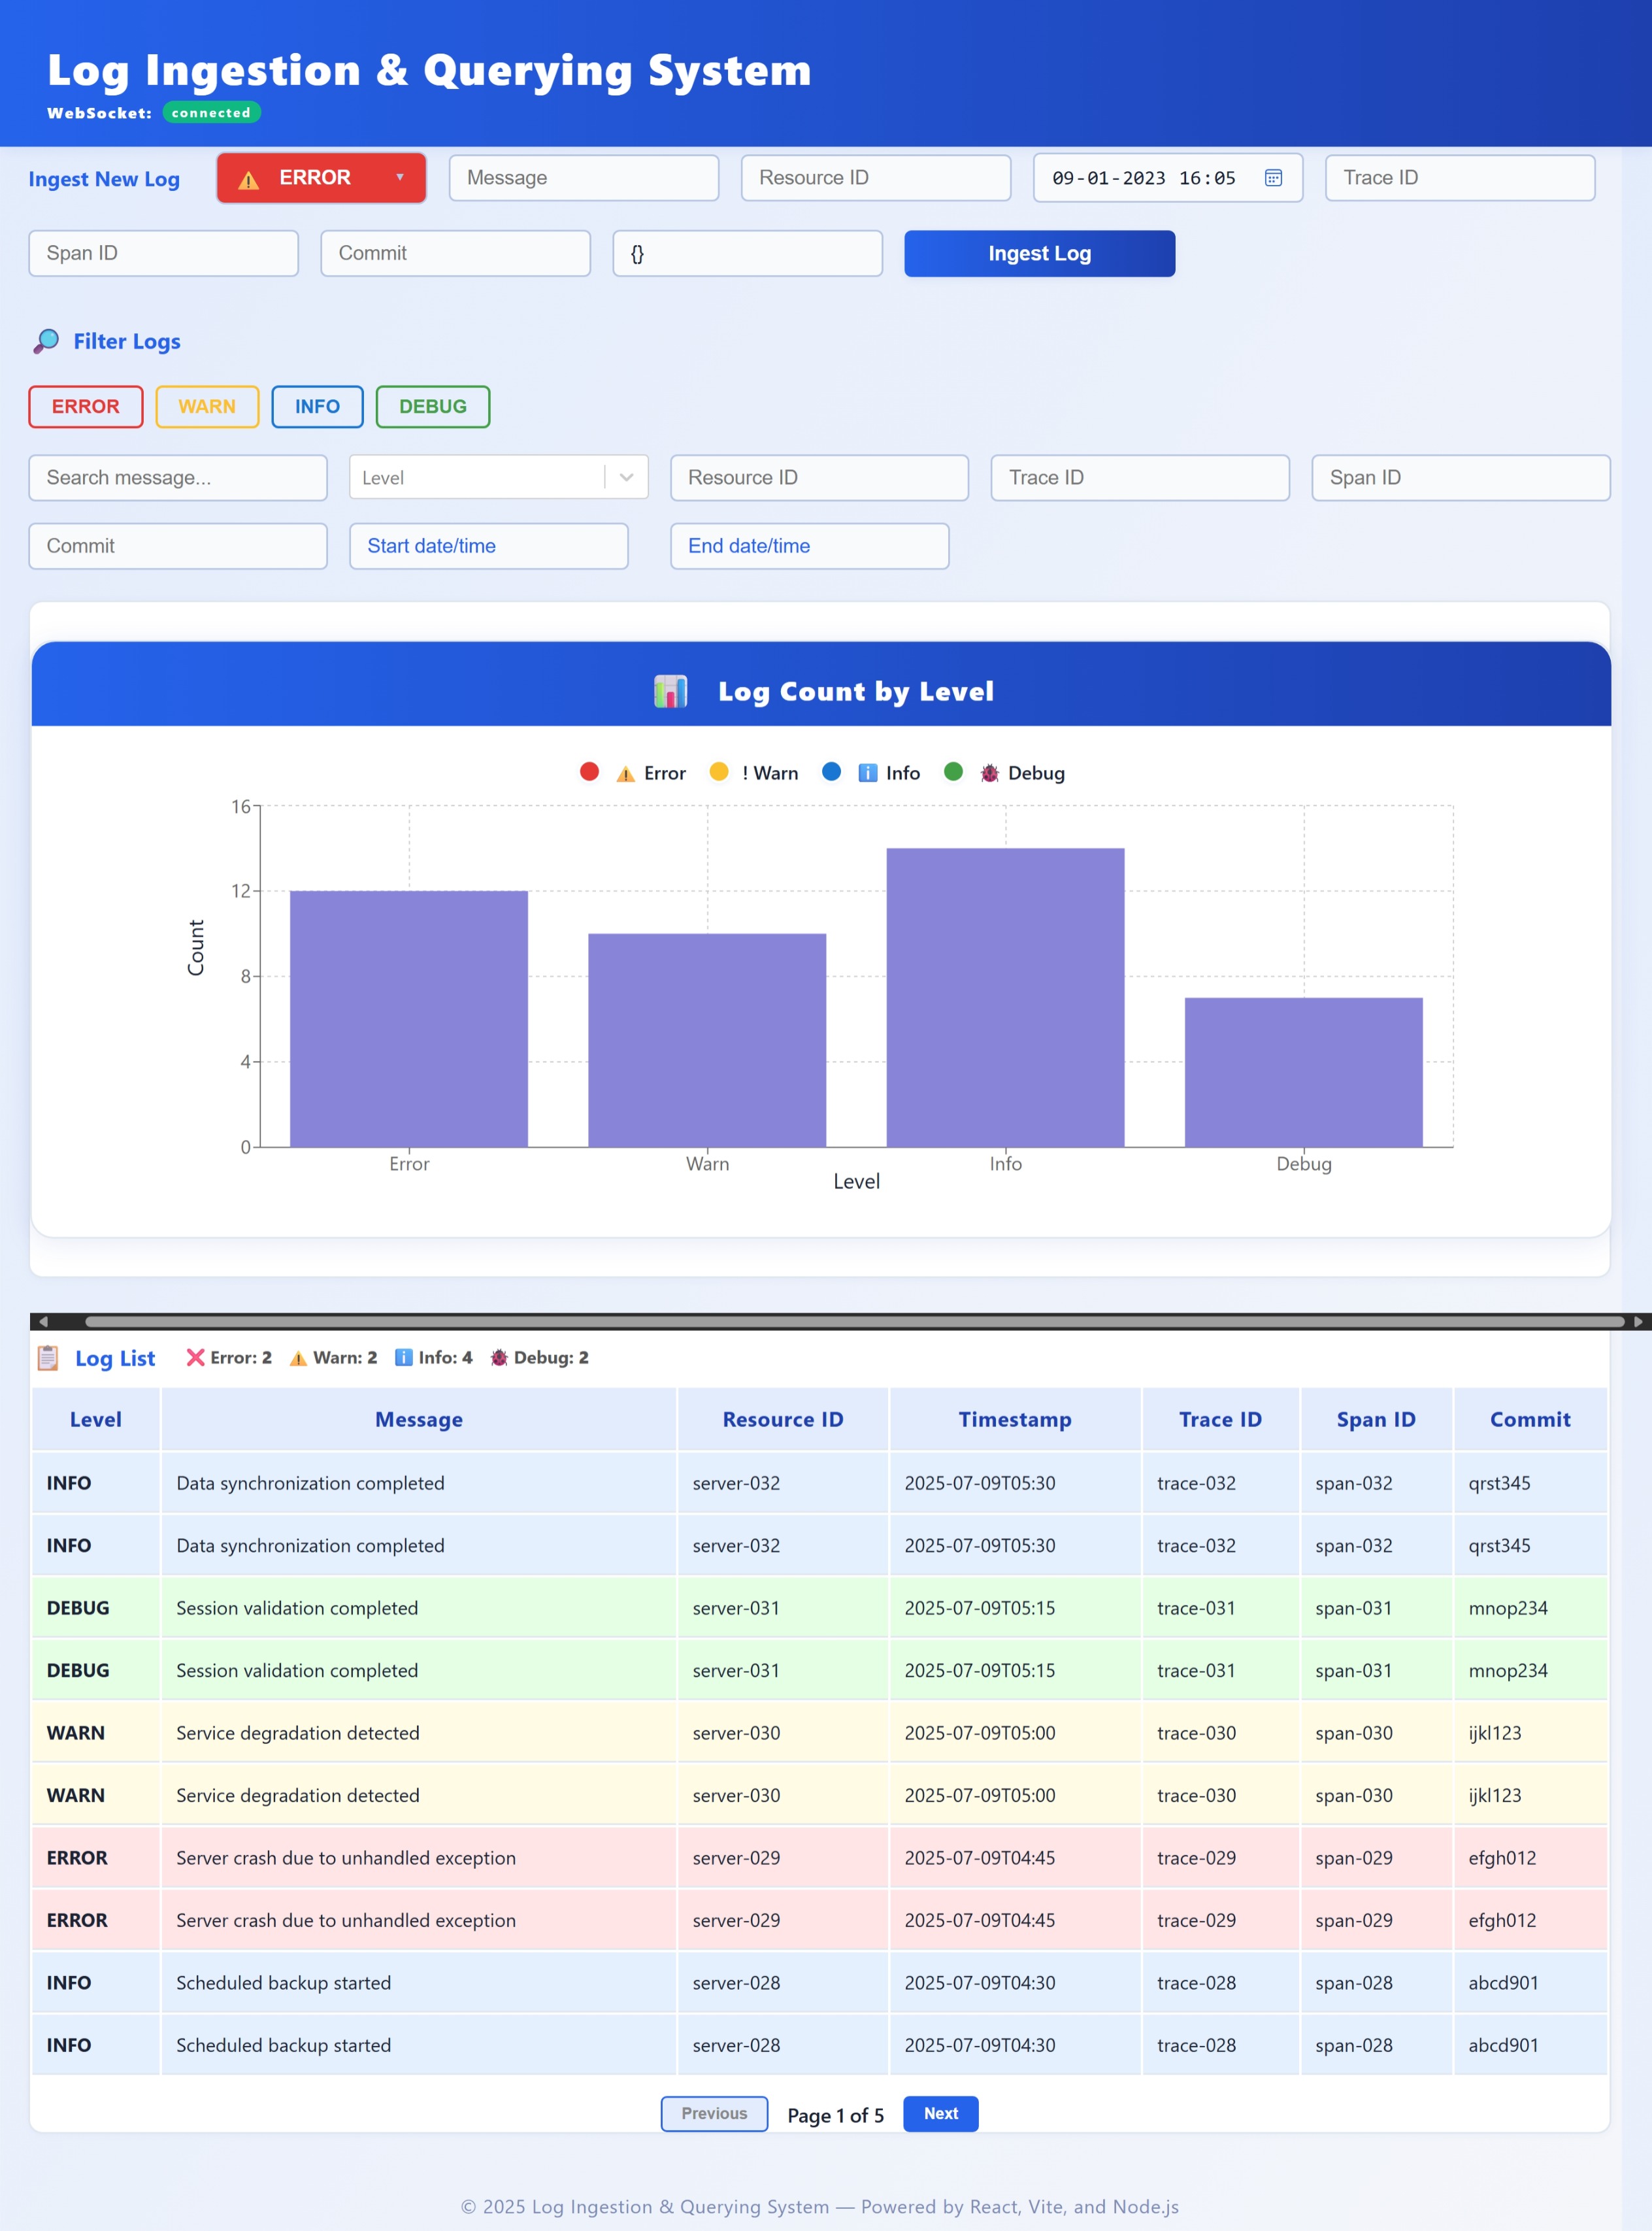 Log Ingestion & Querying System
WebSocket: connected
Ingest New Log
ERROR
Message
Resource ID
09-01-2023 16:05
Trace ID
Span ID
Commit
{}
Ingest Log
Filter Logs
ERROR
WARN
INFO
DEBUG
Search message...
Level
Resource ID
Trace ID
Span ID
Commit
Start date/time
End date/time
Log Count by Level
Error ! Warn Info Debug
16
12
8
4
0
Count
Error Warn Info Debug
Level
Log List Error: 2 Warn: 2 Info: 4 Debug: 2
Level Message Resource ID Timestamp Trace ID Span ID Commit
INFO Data synchronization completed server-032 2025-07-09T05:30 trace-032 span-032 qrst345
INFO Data synchronization completed server-032 2025-07-09T05:30 trace-032 span-032 qrst345
DEBUG Session validation completed server-031 2025-07-09T05:15 trace-031 span-031 mnop234
DEBUG Session validation completed server-031 2025-07-09T05:15 trace-031 span-031 mnop234
WARN Service degradation detected server-030 2025-07-09T05:00 trace-030 span-030 ijkl123
WARN Service degradation detected server-030 2025-07-09T05:00 trace-030 span-030 ijkl123
ERROR Server crash due to unhandled exception server-029 2025-07-09T04:45 trace-029 span-029 efgh012
ERROR Server crash due to unhandled exception server-029 2025-07-09T04:45 trace-029 span-029 efgh012
INFO Scheduled backup started server-028 2025-07-09T04:30 trace-028 span-028 abcd901
INFO Scheduled backup started server-028 2025-07-09T04:30 trace-028 span-028 abcd901
Previous Page 1 of 5 Next
© 2025 Log Ingestion & Querying System — Powered by React, Vite, and Node.js